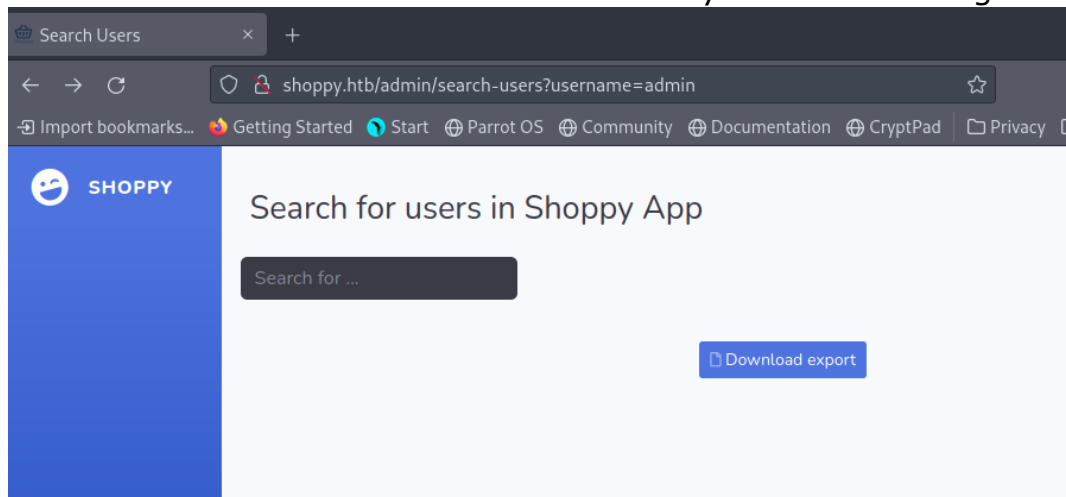 Search Users
shoppy.htb/admin/search-users?username=admin
Import bookmarks... Getting Started Start Parrot OS Community Documentation CryptPad Privacy
SHOPPY
Search for users in Shoppy App
Search for ...
Download export